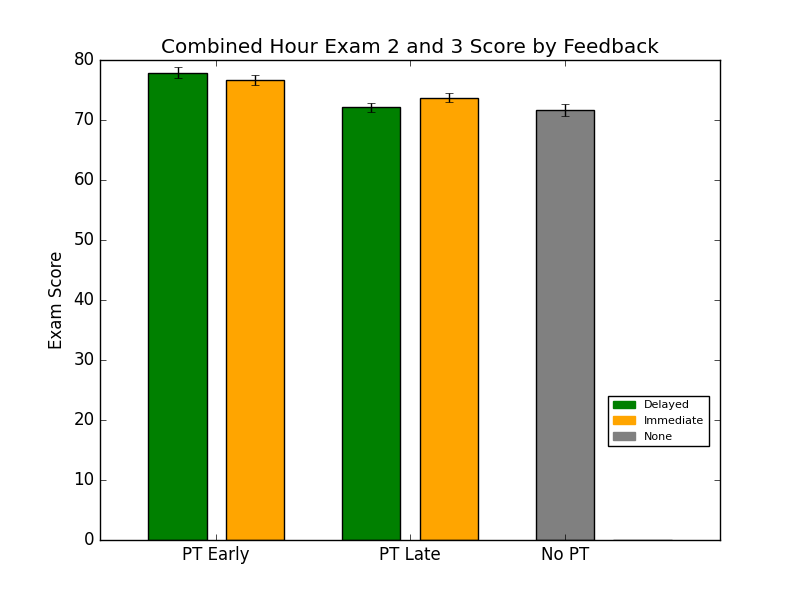 Combined Hour Exam 2 and 3 Score by Feedback
80
70
60
50
40
30
20
10
0
Exam Score
Delayed
Immediate
None
PT Early
PT Late
No PT